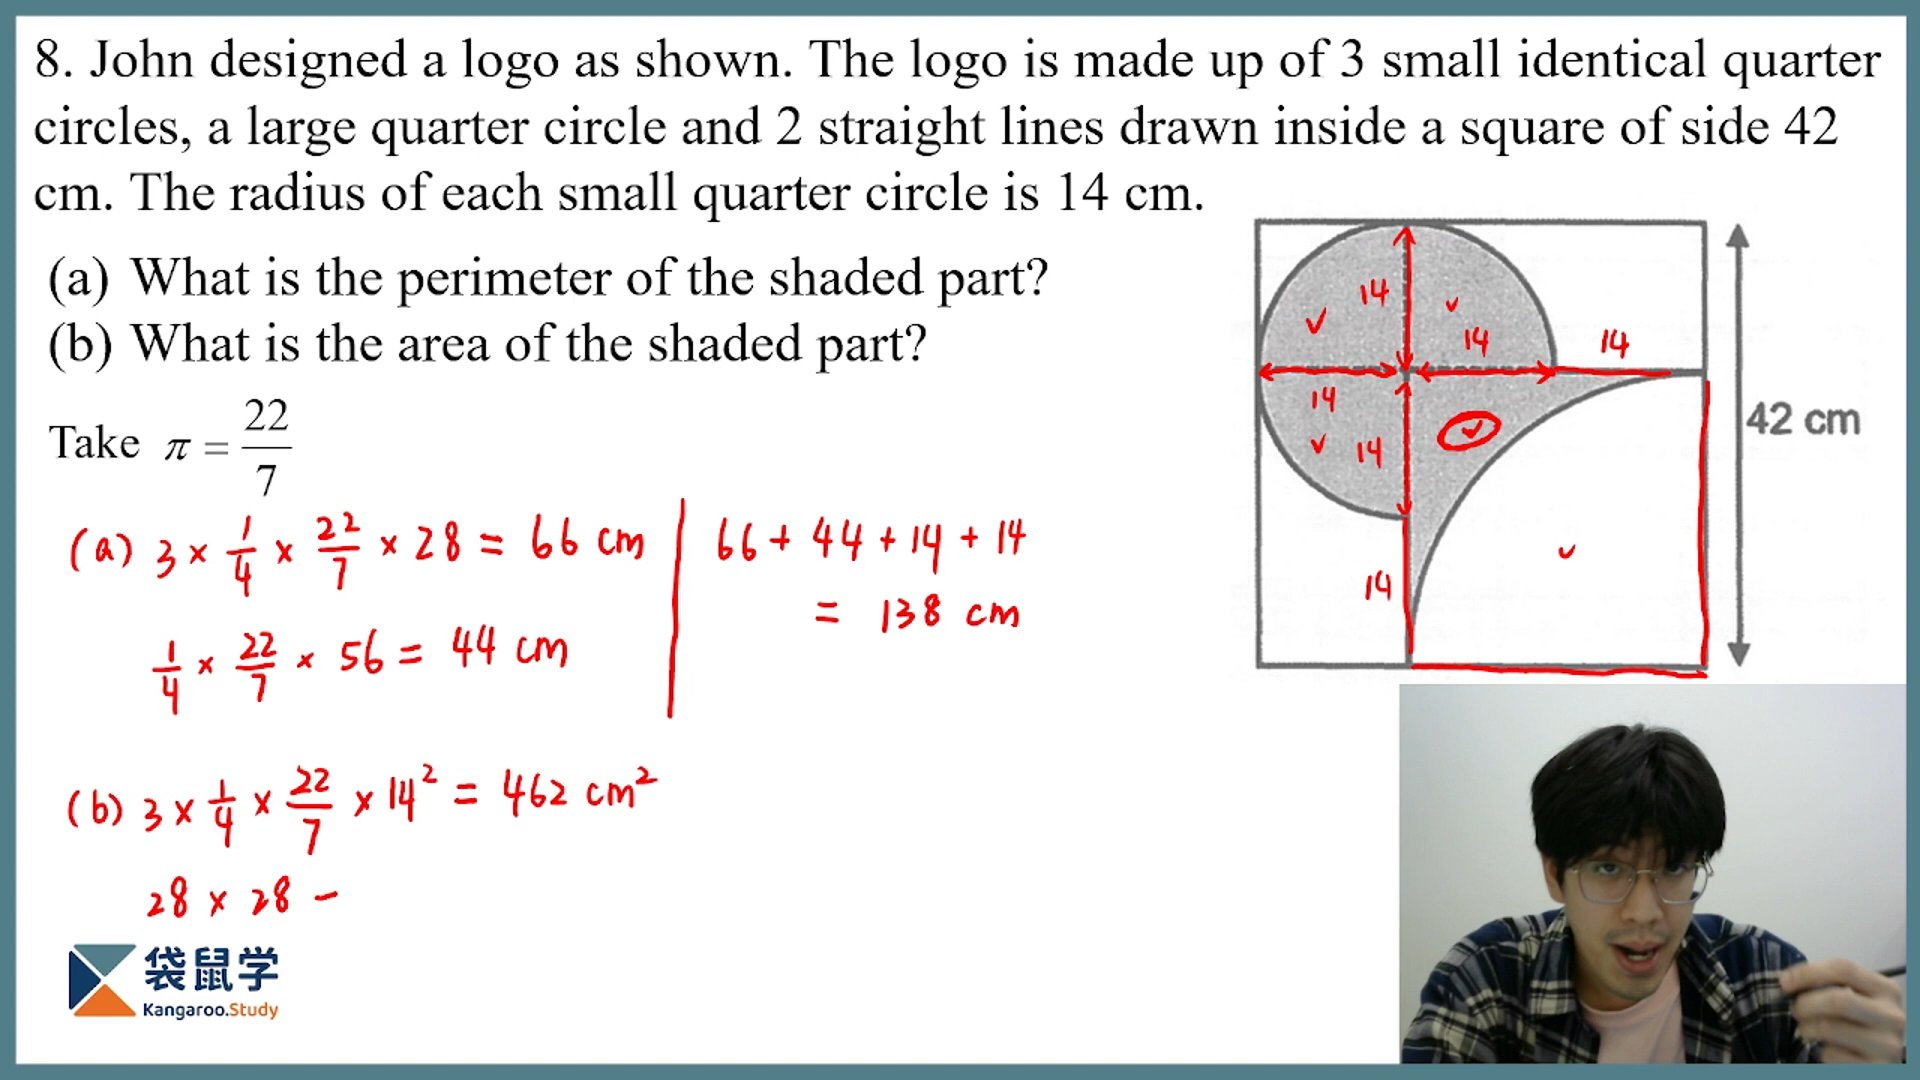 8. John designed a logo as shown. The logo is made up of 3 small identical quarter
circles, a large quarter circle and 2 straight lines drawn inside a square of side 42
cm. The radius of each small quarter circle is 14 cm.
(a) What is the perimeter of the shaded part?
(b) What is the area of the shaded part?
Take π = 22/7
(a) 3 × 1/4 × 22/7 × 28 = 66 cm
1/4 × 22/7 × 56 = 44 cm
66 + 44 + 14 + 14
= 138 cm
(b) 3 × 1/4 × 22/7 × 14² = 462 cm²
28 × 28 −
14
14
14
14
14
14
42 cm
袋鼠学
Kangaroo.Study